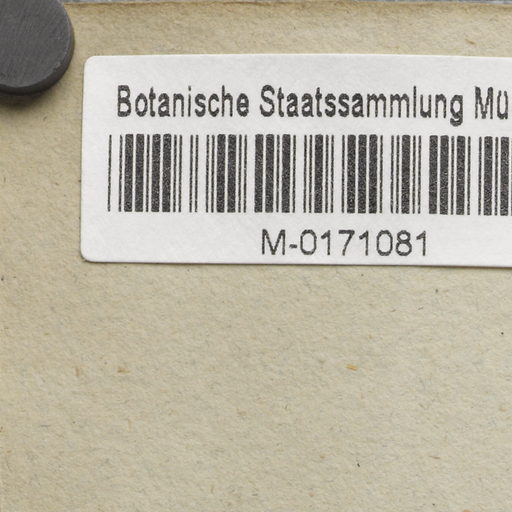 Botanische Staatssammlung Mü
M-0171081